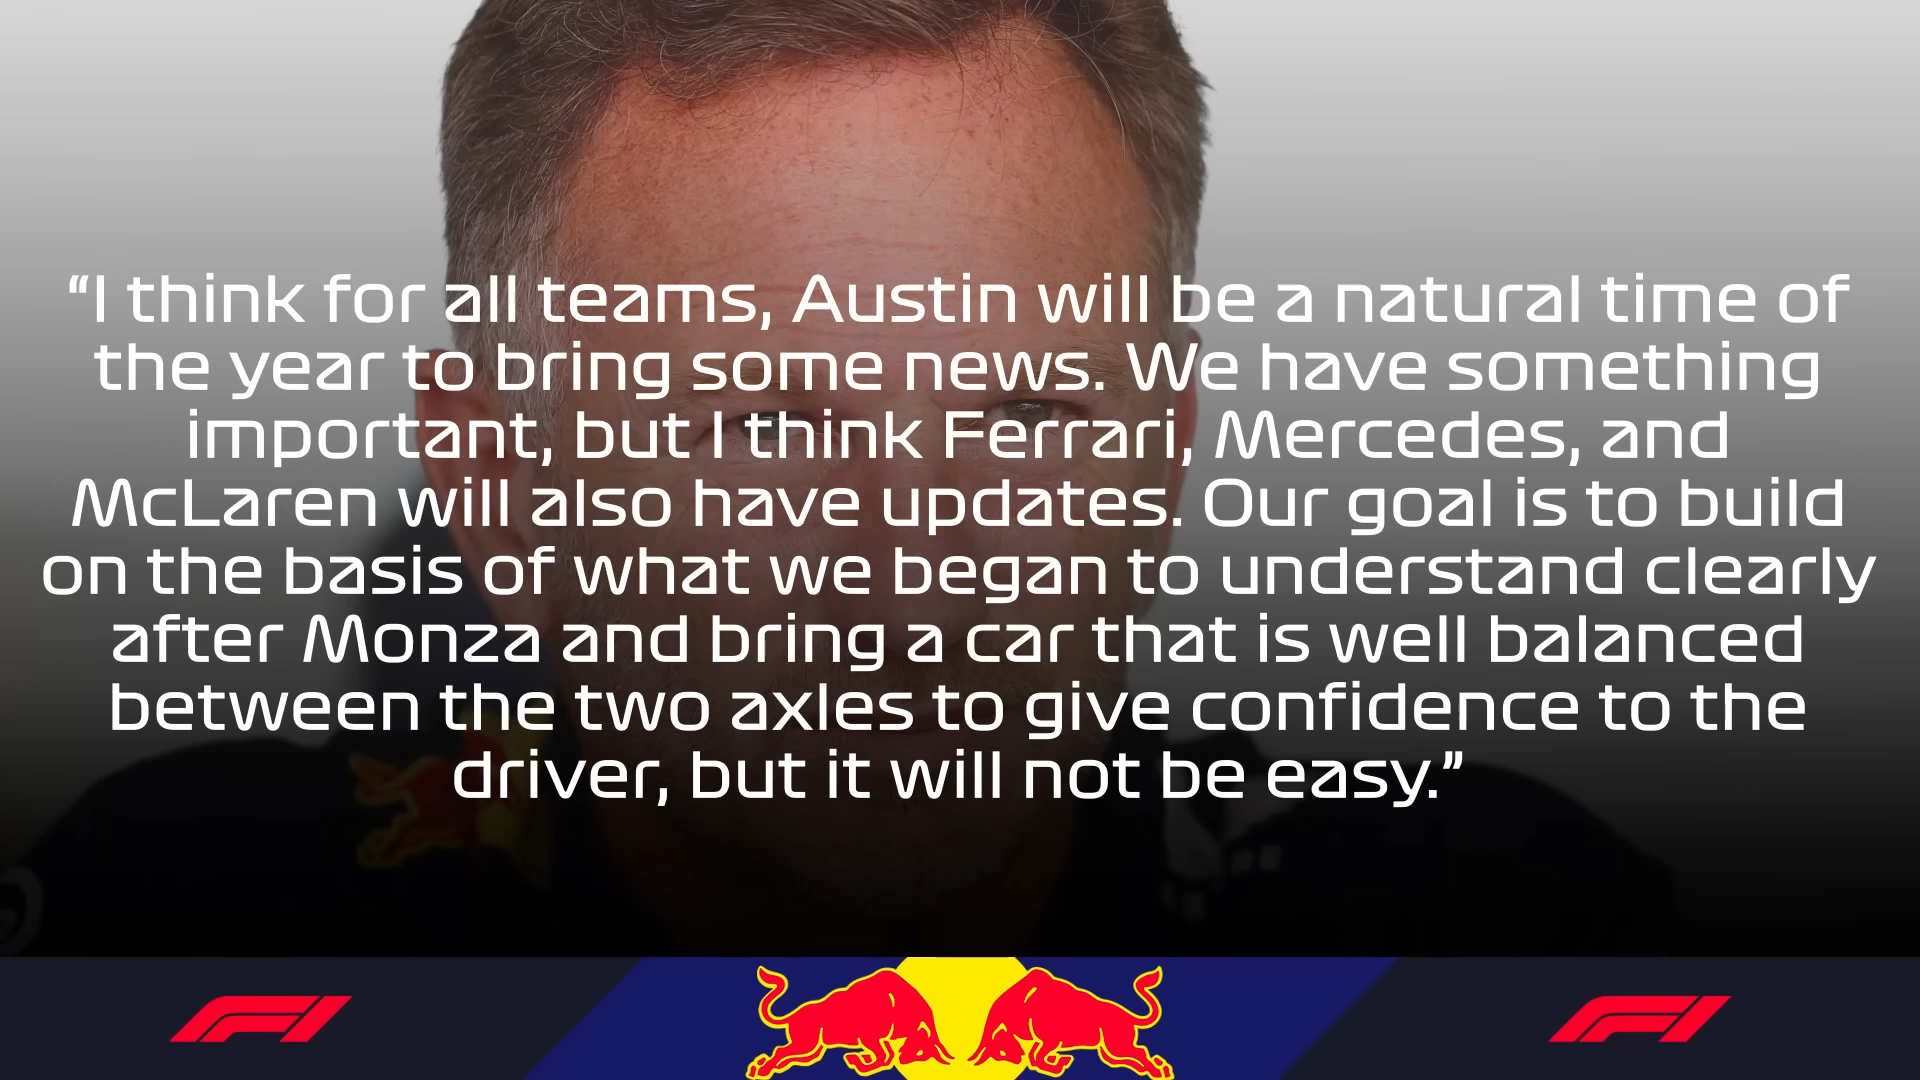 “I think for all teams, Austin will be a natural time of
the year to bring some news. We have something
important, but I think Ferrari, Mercedes, and
McLaren will also have updates. Our goal is to build
on the basis of what we began to understand clearly
after Monza and bring a car that is well balanced
between the two axles to give confidence to the
driver, but it will not be easy.”